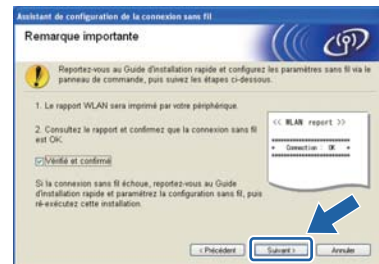 Assistant de configuration de la connexion sans fil
Remarque importante
Reportez-vous au Guide d'installation rapide et configurez les paramètres sans fil via le
panneau de commande, puis suivez les étapes ci-dessous.
1. Le rapport WLAN sera imprimé par votre périphérique.
2. Consultez le rapport et confirmez que la connexion sans fil
est OK.
Vérifié et confirmé
Si la connexion sans fil échoue, reportez-vous au Guide
d'installation rapide et paramétrez la configuration sans fil, puis
ré-exécutez cette installation.
<< WLAN report >>
* Connection : OK *
< Précédent
Suivant >
Annuler